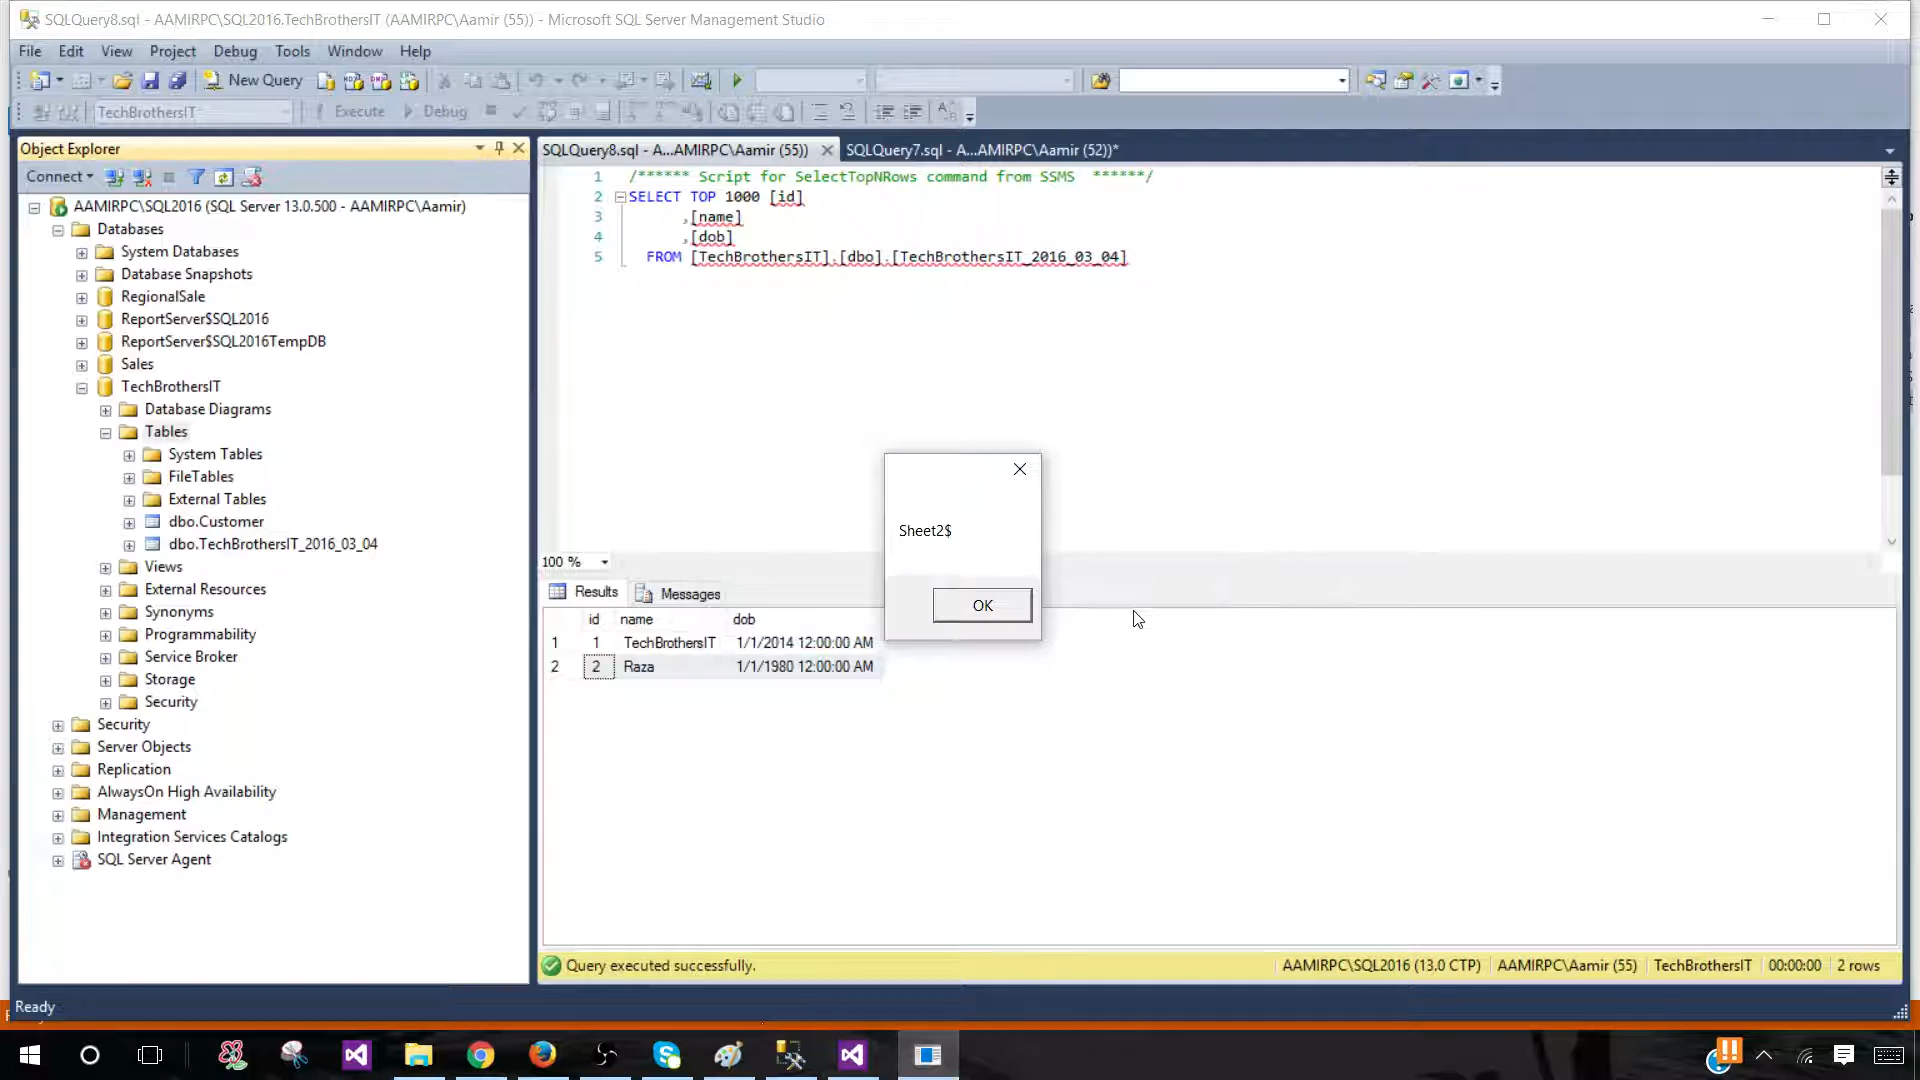 SQLQuery8.sql - AAMIRPC\SQL2016.TechBrothersIT (AAMIRPC\Aamir (55)) - Microsoft SQL Server Management Studio
File Edit View Project Debug Tools Window Help
New Query
TechBrothersIT Execute Debug
Object Explorer
Connect
AAMIRPC\SQL2016 (SQL Server 13.0.500 - AAMIRPC\Aamir)
Databases
System Databases
Database Snapshots
RegionalSale
ReportServer$SQL2016
ReportServer$SQL2016TempDB
Sales
TechBrothersIT
Database Diagrams
Tables
System Tables
FileTables
External Tables
dbo.Customer
dbo.TechBrothersIT_2016_03_04
Views
External Resources
Synonyms
Programmability
Service Broker
Storage
Security
Security
Server Objects
Replication
AlwaysOn High Availability
Management
Integration Services Catalogs
SQL Server Agent
SQLQuery8.sql - A...AMIRPC\Aamir (55)) SQLQuery7.sql - A...AMIRPC\Aamir (52))*
1 /****** Script for SelectTopNRows command from SSMS ******/
2 SELECT TOP 1000 [id]
3 ,[name]
4 ,[dob]
5 FROM [TechBrothersIT].[dbo].[TechBrothersIT_2016_03_04]
Sheet2$
OK
100 %
Results Messages
id name dob
1 1 TechBrothersIT 1/1/2014 12:00:00 AM
2 2 Raza 1/1/1980 12:00:00 AM
Query executed successfully. AAMIRPC\SQL2016 (13.0 CTP) AAMIRPC\Aamir (55) TechBrothersIT 00:00:00 2 rows
Ready